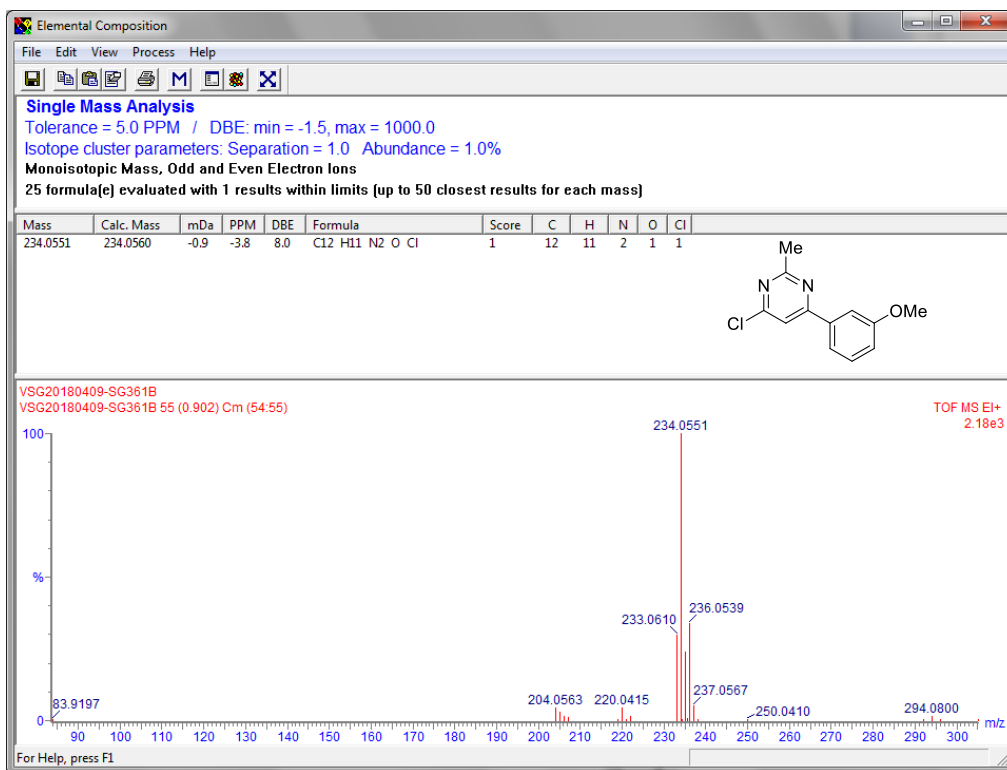 Elemental Composition
File Edit View Process Help
M
Single Mass Analysis
Tolerance = 5.0 PPM / DBE: min = -1.5, max = 1000.0
Isotope cluster parameters: Separation = 1.0 Abundance = 1.0%
Monoisotopic Mass, Odd and Even Electron Ions
25 formula(e) evaluated with 1 results within limits (up to 50 closest results for each mass)
Mass Calc. Mass mDa PPM DBE Formula Score C H N O Cl
234.0551 234.0560 -0.9 -3.8 8.0 C12 H11 N2 O Cl 1 12 11 2 1 1
Me
N N
Cl OMe
VSG20180409-SG361B
VSG20180409-SG361B 55 (0.902) Cm (54:55)
TOF MS EI+
2.18e3
100
%
0
234.0551
236.0539
233.0610
237.0567
204.0563 220.0415
83.9197
250.0410
294.0800
m/z
90 100 110 120 130 140 150 160 170 180 190 200 210 220 230 240 250 260 270 280 290 300
For Help, press F1